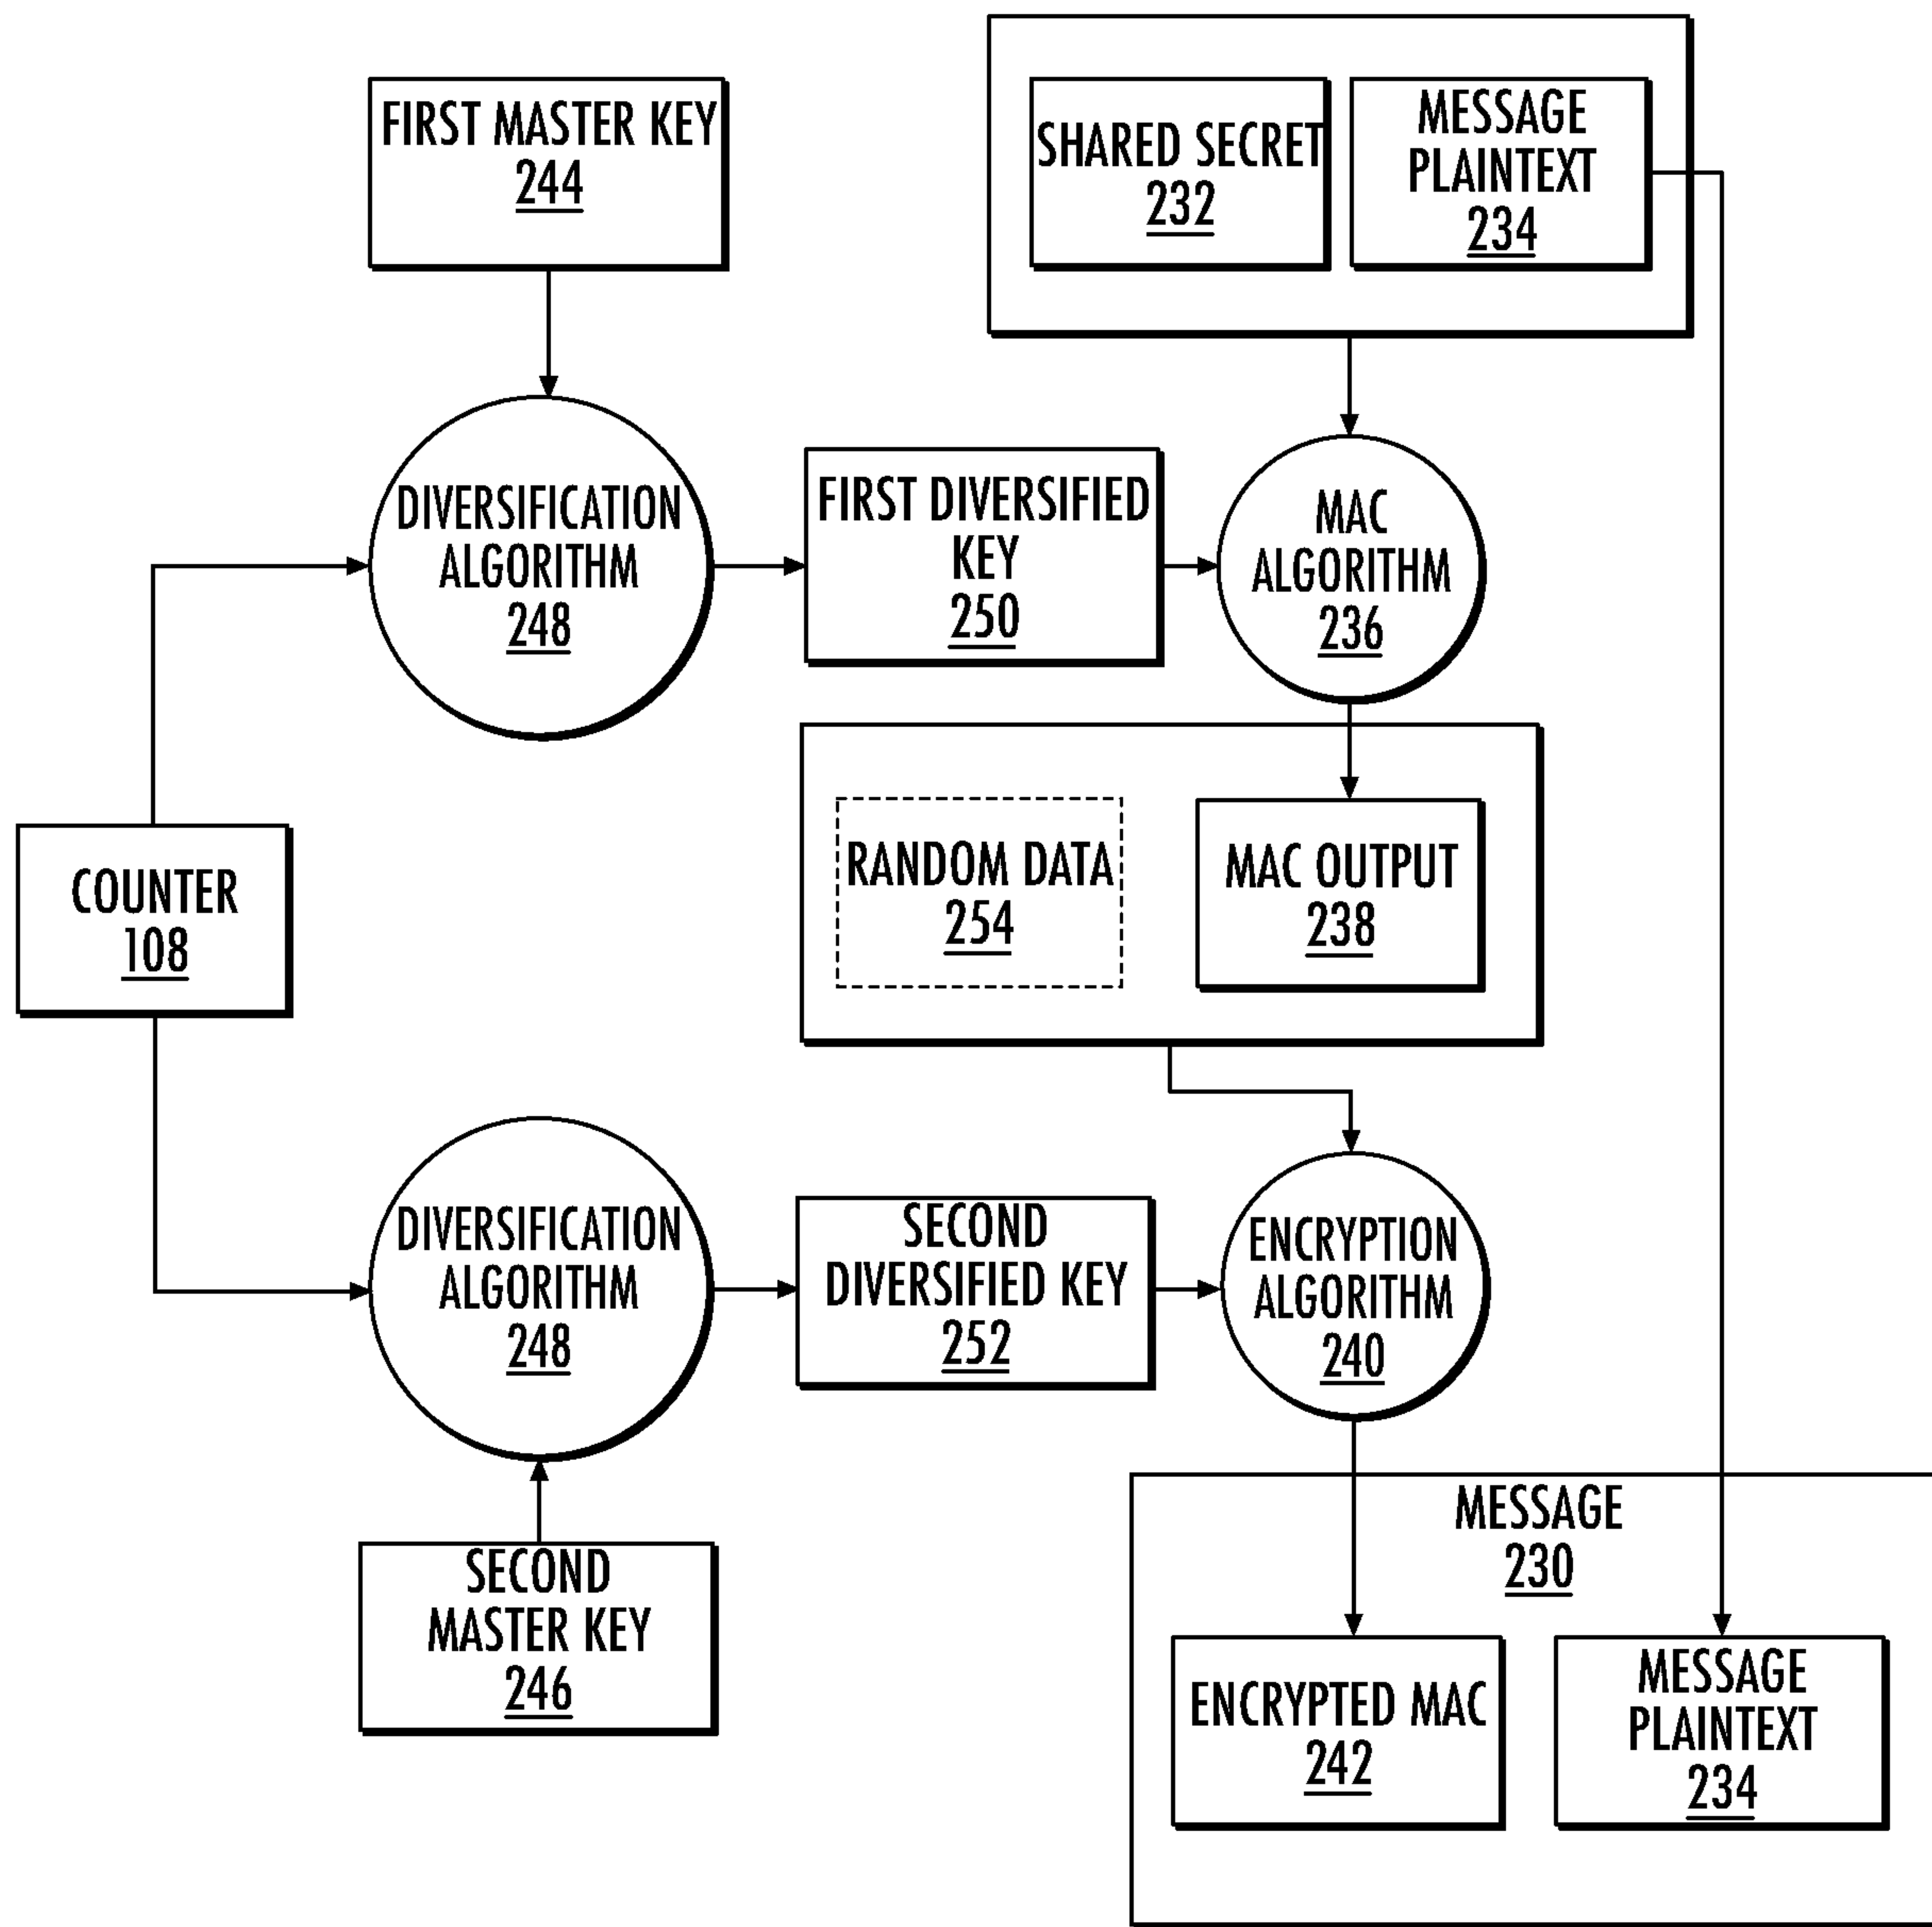 FIRST MASTER KEY
244
SHARED SECRET
232
MESSAGE
PLAINTEXT
234
DIVERSIFICATION
ALGORITHM
248
FIRST DIVERSIFIED
KEY
250
MAC
ALGORITHM
236
COUNTER
108
RANDOM DATA
254
MAC OUTPUT
238
DIVERSIFICATION
ALGORITHM
248
SECOND
DIVERSIFIED KEY
252
ENCRYPTION
ALGORITHM
240
SECOND
MASTER KEY
246
MESSAGE
230
ENCRYPTED MAC
242
MESSAGE
PLAINTEXT
234